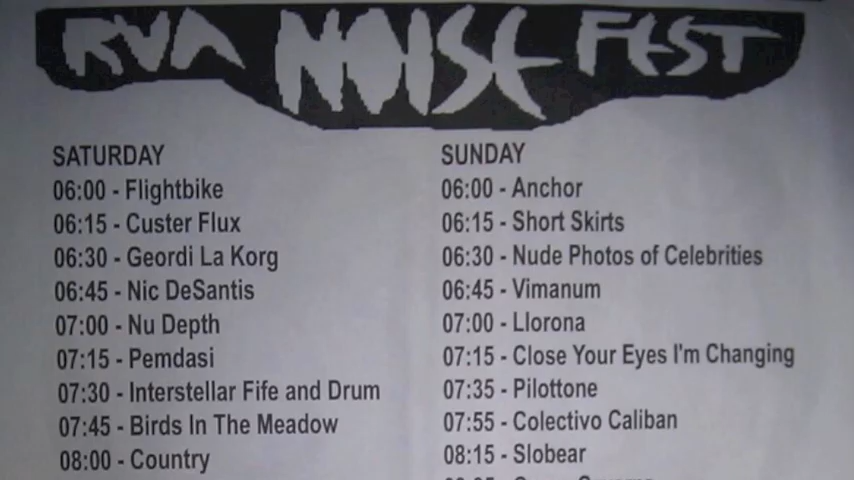 RVA NOISE FEST
SATURDAY
06:00 - Flightbike
06:15 - Custer Flux
06:30 - Geordi La Korg
06:45 - Nic DeSantis
07:00 - Nu Depth
07:15 - Pemdasi
07:30 - Interstellar Fife and Drum
07:45 - Birds In The Meadow
08:00 - Country
SUNDAY
06:00 - Anchor
06:15 - Short Skirts
06:30 - Nude Photos of Celebrities
06:45 - Vimanum
07:00 - Llorona
07:15 - Close Your Eyes I'm Changing
07:35 - Pilottone
07:55 - Colectivo Caliban
08:15 - Slobear